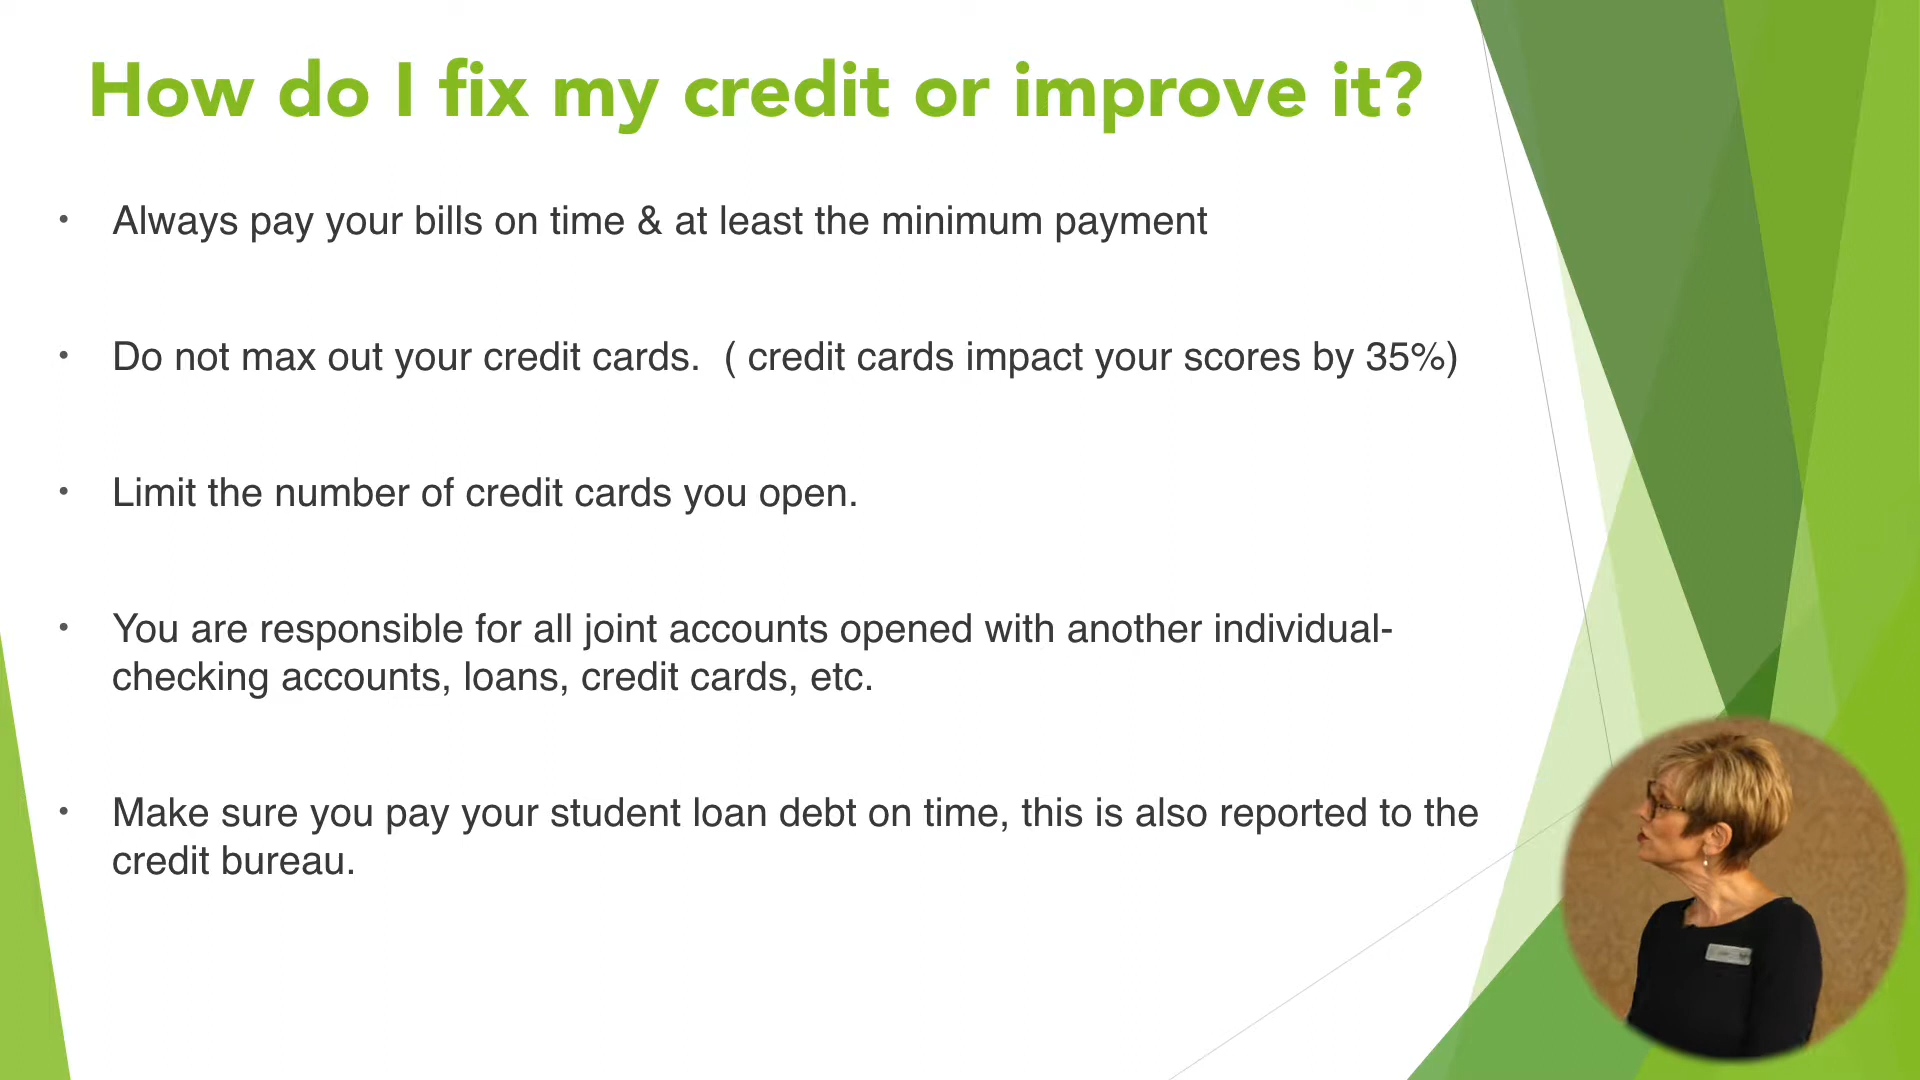 How do I fix my credit or improve it?
• Always pay your bills on time & at least the minimum payment
• Do not max out your credit cards.  ( credit cards impact your scores by 35%)
• Limit the number of credit cards you open.
• You are responsible for all joint accounts opened with another individual-
checking accounts, loans, credit cards, etc.
• Make sure you pay your student loan debt on time, this is also reported to the
credit bureau.